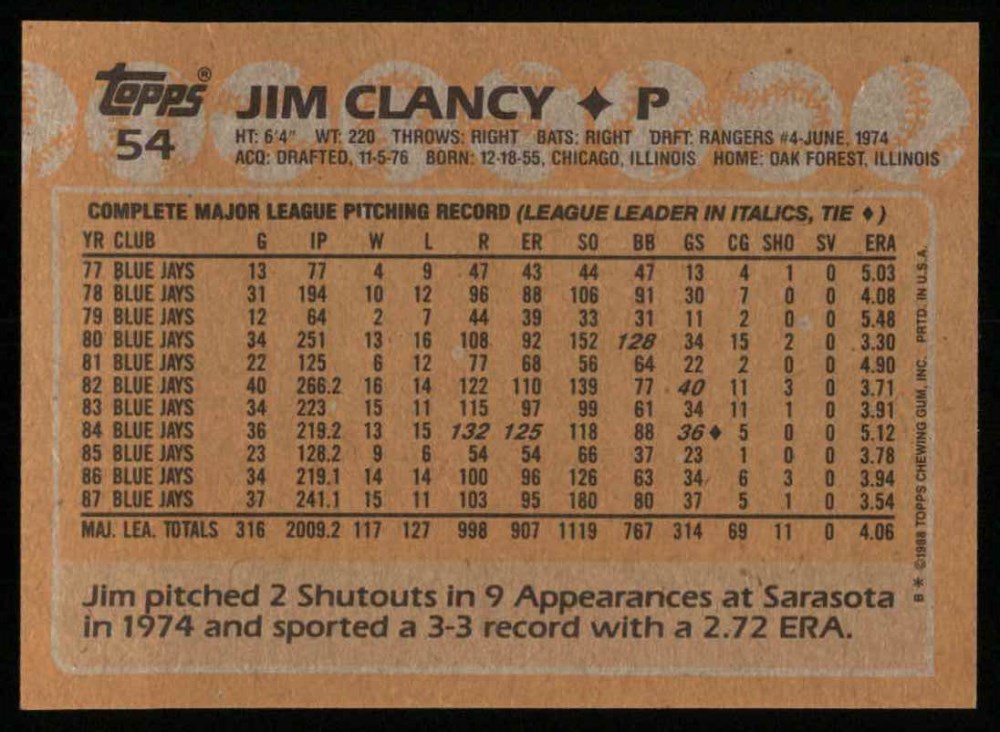 topps®
54
JIM CLANCY ✦ P
HT: 6'4" WT: 220 THROWS: RIGHT BATS: RIGHT DRFT: RANGERS #4-JUNE, 1974
ACQ: DRAFTED, 11-5-76 BORN: 12-18-55, CHICAGO, ILLINOIS HOME: OAK FOREST, ILLINOIS
COMPLETE MAJOR LEAGUE PITCHING RECORD (LEAGUE LEADER IN ITALICS, TIE ♦)
YR CLUB G IP W L R ER SO BB GS CG SHO SV ERA
77 BLUE JAYS 13 77 4 9 47 43 44 47 13 4 1 0 5.03
78 BLUE JAYS 31 194 10 12 96 88 106 91 30 7 0 0 4.08
79 BLUE JAYS 12 64 2 7 44 39 33 31 11 2 0 0 5.48
80 BLUE JAYS 34 251 13 16 108 92 152 128 34 15 2 0 3.30
81 BLUE JAYS 22 125 6 12 77 68 56 64 22 2 0 0 4.90
82 BLUE JAYS 40 266.2 16 14 122 110 139 77 40 11 3 0 3.71
83 BLUE JAYS 34 223 15 11 115 97 99 61 34 11 1 0 3.91
84 BLUE JAYS 36 219.2 13 15 132 125 118 88 36♦ 5 0 0 5.12
85 BLUE JAYS 23 128.2 9 6 54 54 66 37 23 1 0 0 3.78
86 BLUE JAYS 34 219.1 14 14 100 96 126 63 34 6 3 0 3.94
87 BLUE JAYS 37 241.1 15 11 103 95 180 80 37 5 1 0 3.54
MAJ. LEA. TOTALS 316 2009.2 117 127 998 907 1119 767 314 69 11 0 4.06
Jim pitched 2 Shutouts in 9 Appearances at Sarasota
in 1974 and sported a 3-3 record with a 2.72 ERA.
B * ©1988 TOPPS CHEWING GUM, INC. PRTD. IN U.S.A.